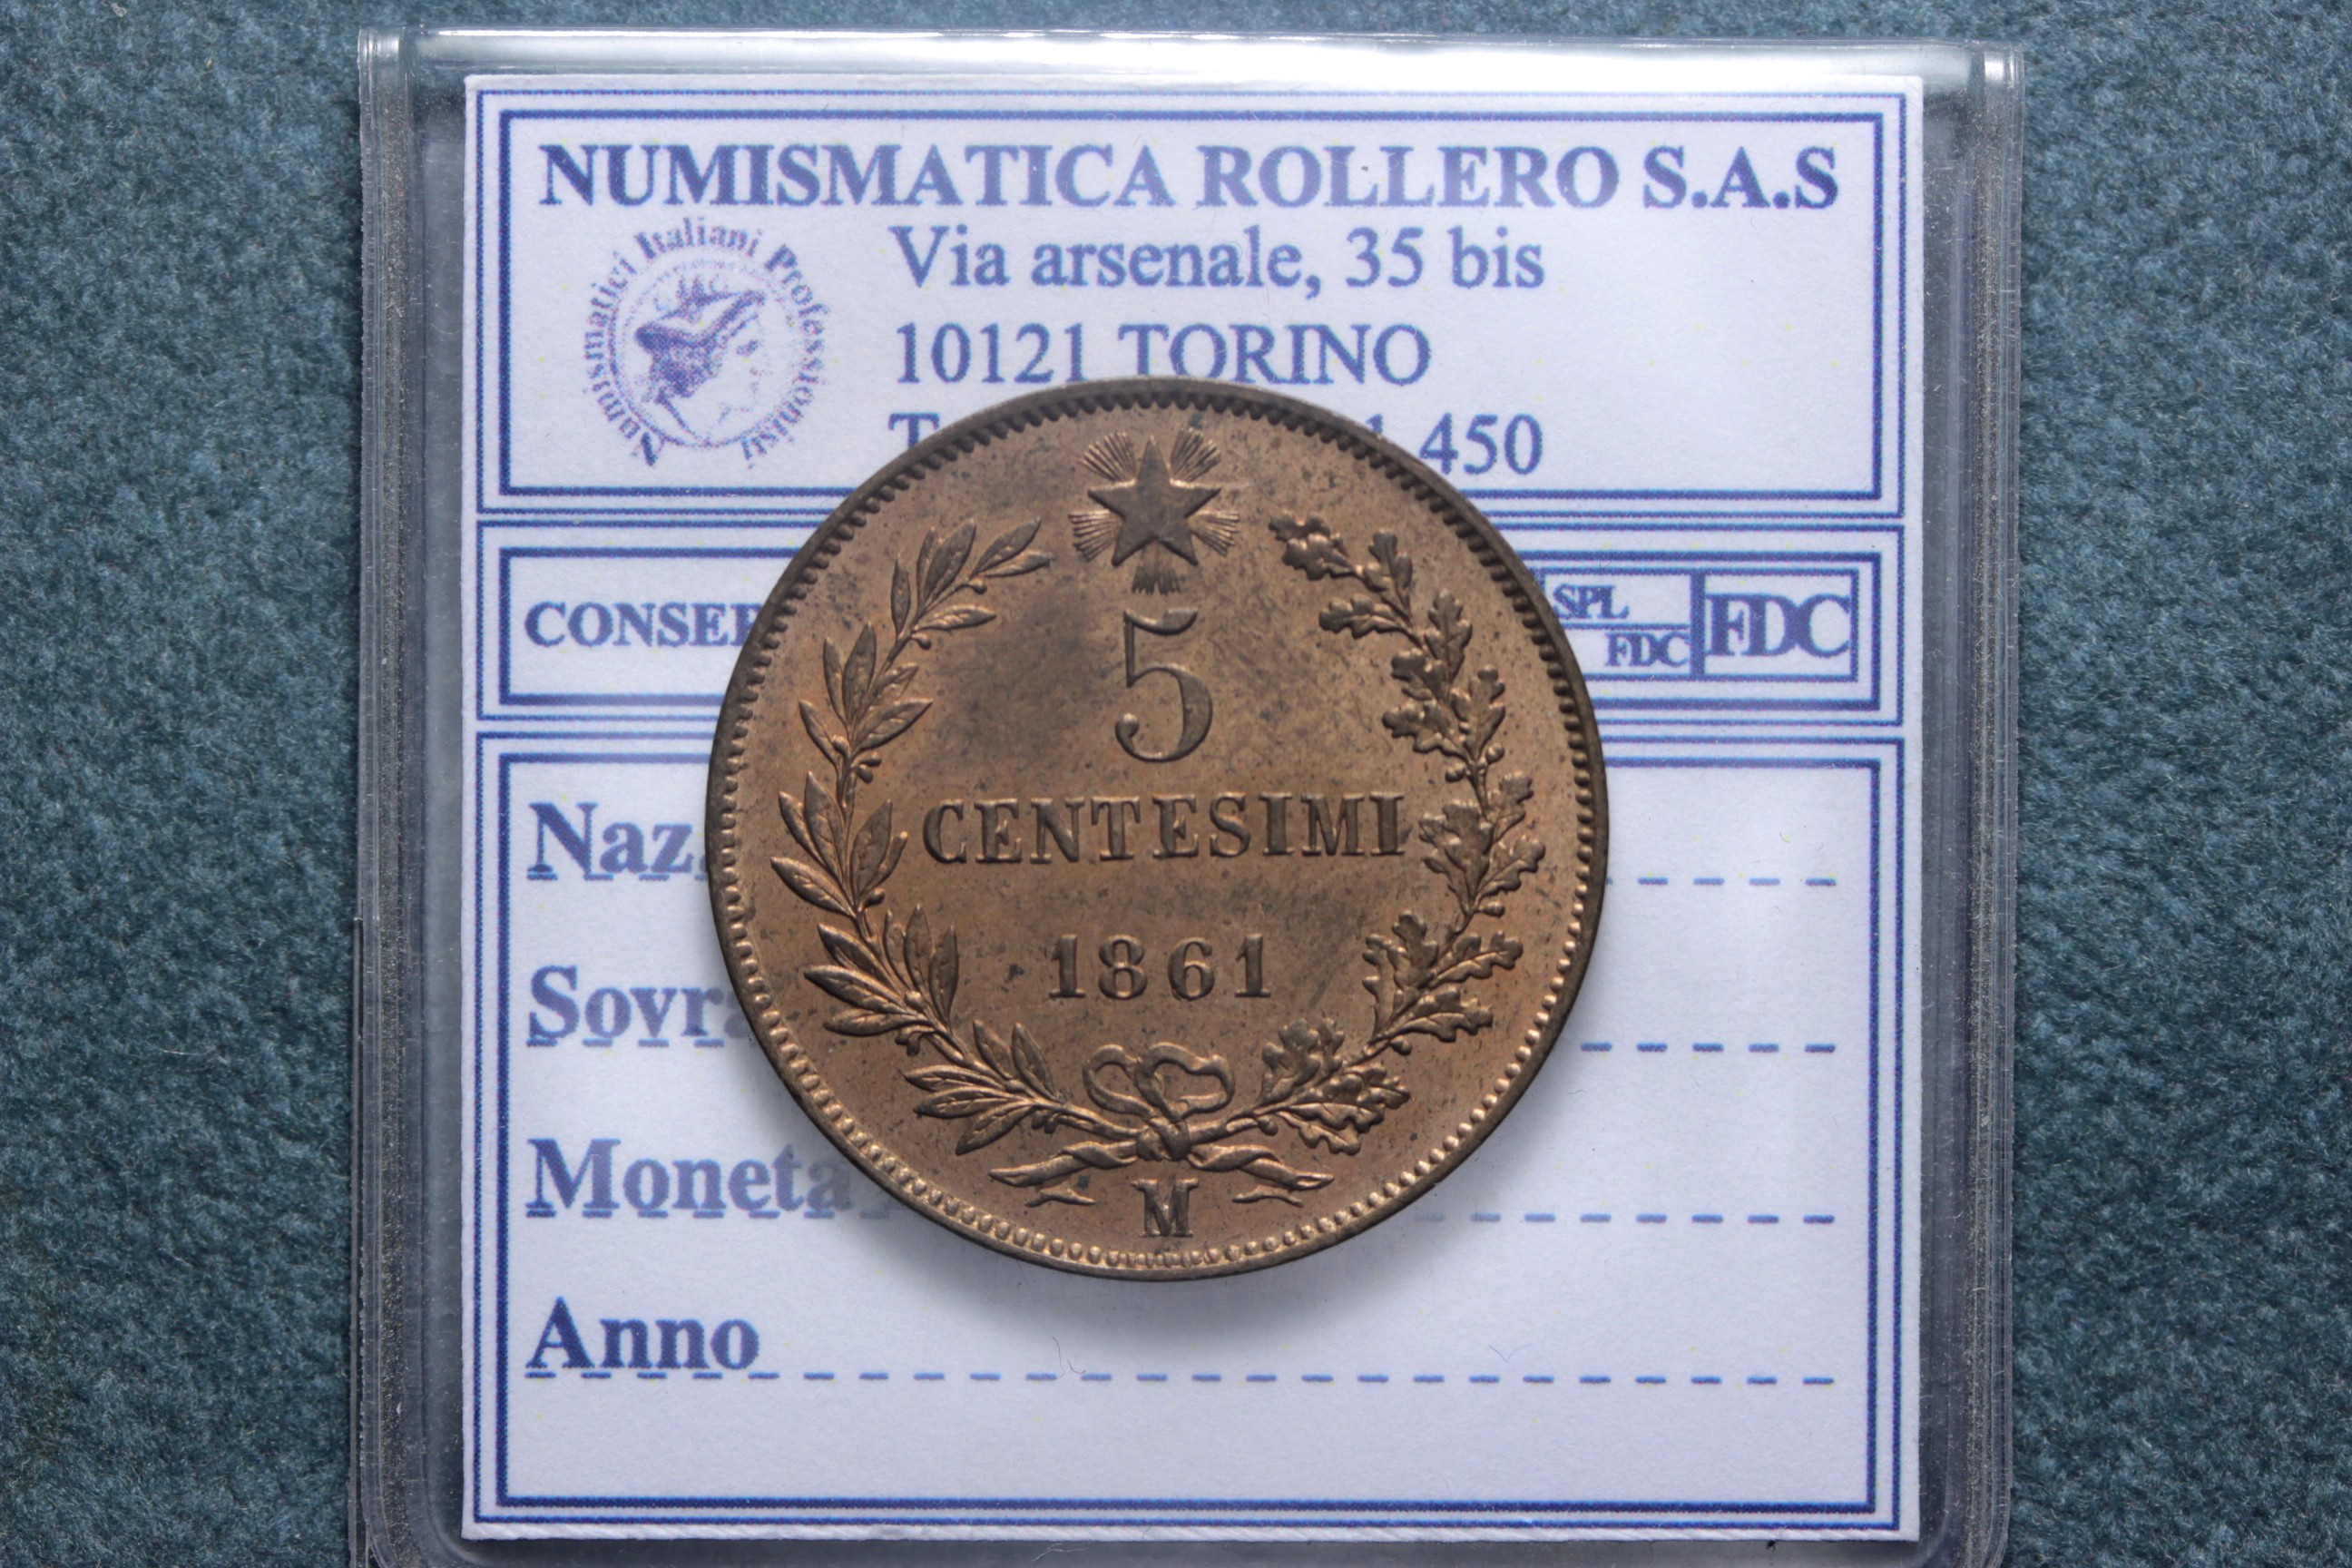 NUMISMATICA ROLLERO S.A.S
Numismatici Italiani Professionisti
Via arsenale, 35 bis
10121 TORINO
450
SPL
FDC
FDC
5
CENTESIMI
1861
M
Anno
Moneta